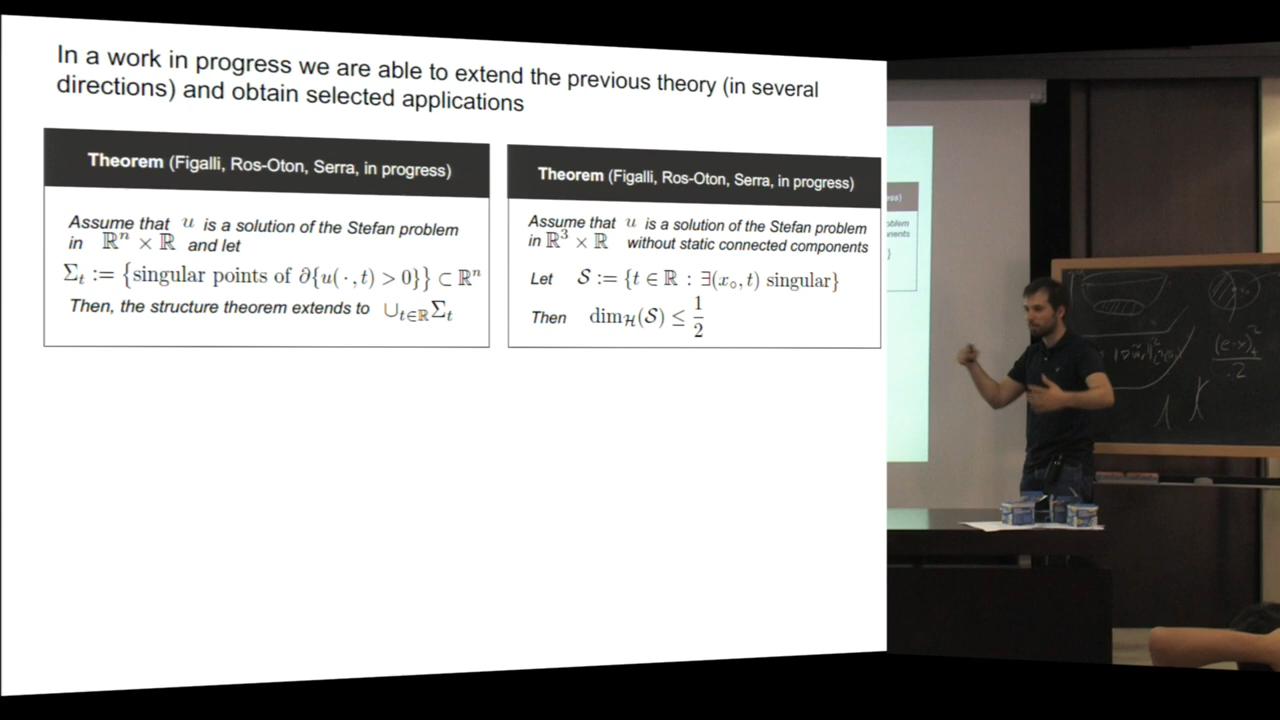 In a work in progress we are able to extend the previous theory (in several
directions) and obtain selected applications
Theorem (Figalli, Ros-Oton, Serra, in progress)
Assume that u is a solution of the Stefan problem
in ℝⁿ × ℝ and let
Σₜ := {singular points of ∂{u(·,t) > 0}} ⊂ ℝⁿ
Then, the structure theorem extends to ∪ₜ∈ℝ Σₜ
Theorem (Figalli, Ros-Oton, Serra, in progress)
Assume that u is a solution of the Stefan problem
in ℝ³ × ℝ without static connected components
Let S := {t ∈ ℝ : ∃(x₀,t) singular}
Then dim_H(S) ≤ 1/2